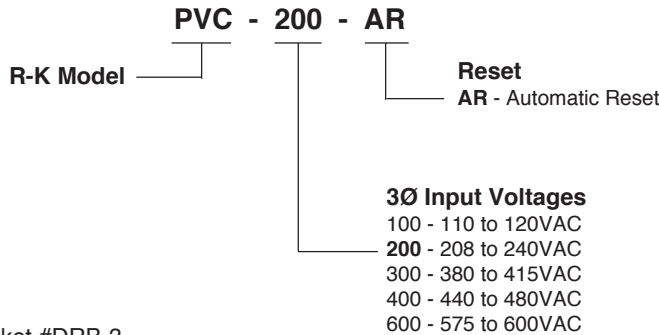 PVC - 200 - AR
R-K Model
Reset
AR - Automatic Reset
3Ø Input Voltages
100 - 110 to 120VAC
200 - 208 to 240VAC
300 - 380 to 415VAC
400 - 440 to 480VAC
600 - 575 to 600VAC